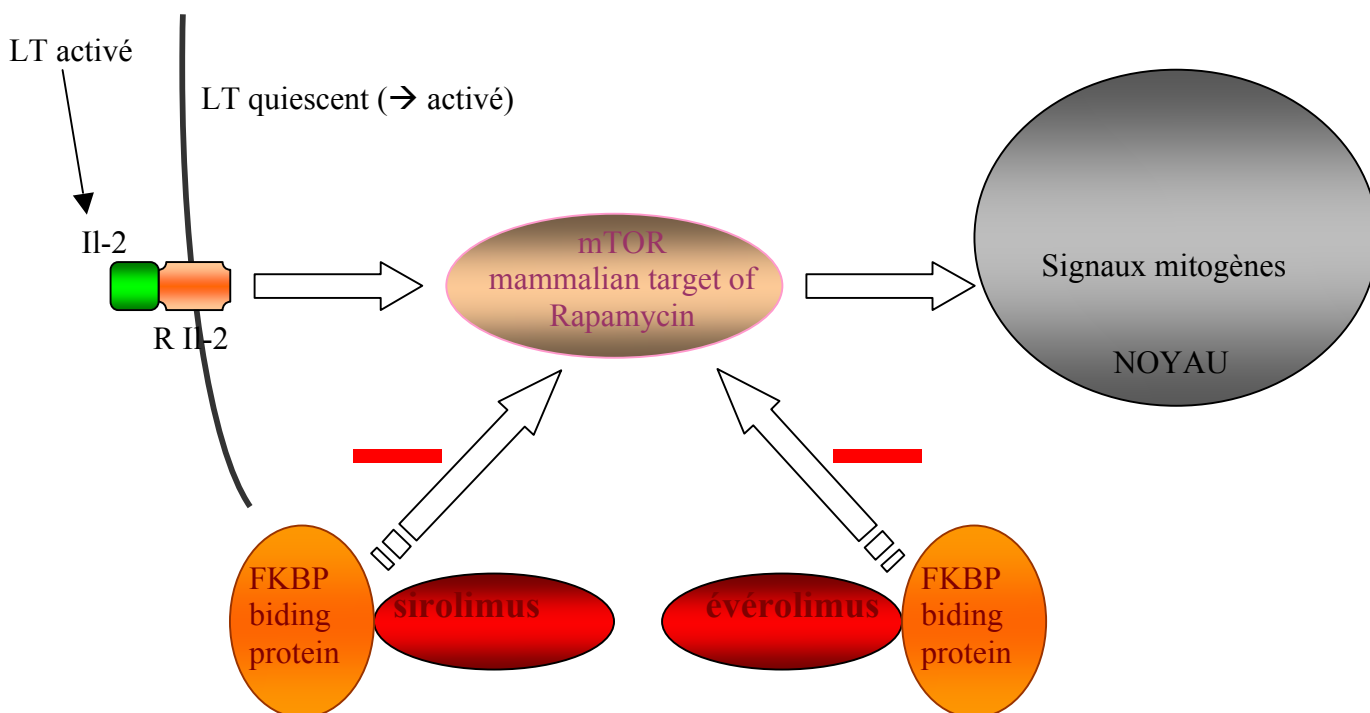 LT activé
LT quiescent (→ activé)
Il-2
R Il-2
mTOR
mammalian target of
Rapamycin
Signaux mitogènes
NOYAU
FKBP
biding
protein
sirolimus
évérolimus
FKBP
biding
protein